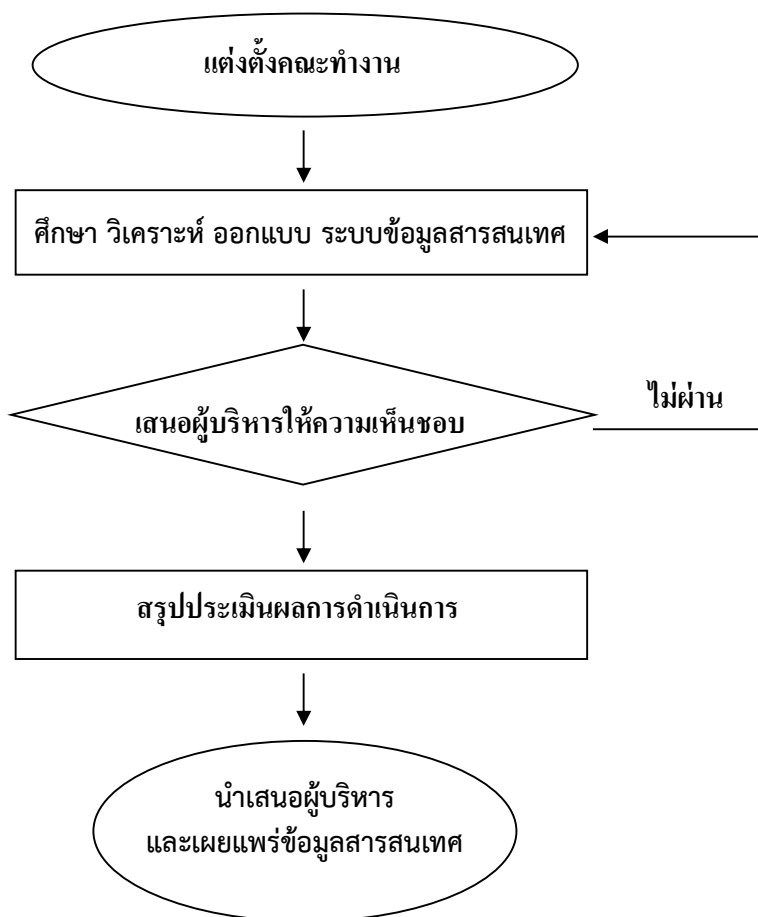 แต่งตั้งคณะทำงาน
ศึกษา วิเคราะห์ ออกแบบ ระบบข้อมูลสารสนเทศ
เสนอผู้บริหารให้ความเห็นชอบ
ไม่ผ่าน
สรุปประเมินผลการดำเนินการ
นำเสนอผู้บริหาร
และเผยแพร่ข้อมูลสารสนเทศ